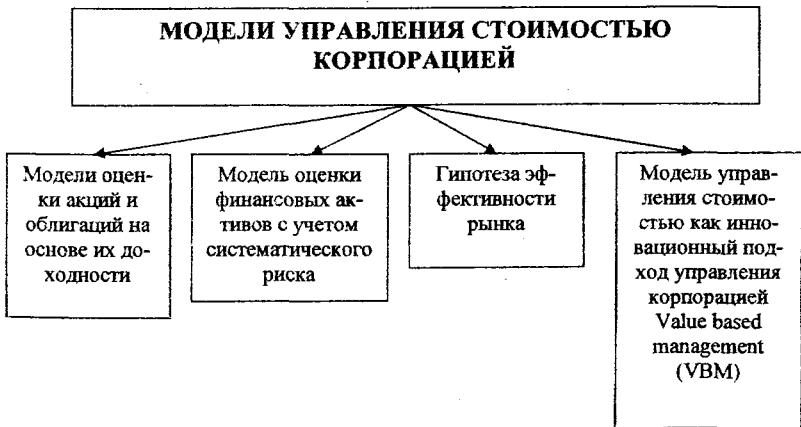 МОДЕЛИ УПРАВЛЕНИЯ СТОИМОСТЬЮ
КОРПОРАЦИЕЙ
Модели оцен-
ки акций и
облигаций на
основе их до-
ходности
Модель оценки
финансовых ак-
тивов с учетом
систематического
риска
Гипотеза эф-
фективности
рынка
Модель управ-
ления стоимо-
стью как инно-
вационный под-
ход управления
корпорацией
Value based
management
(VBM)